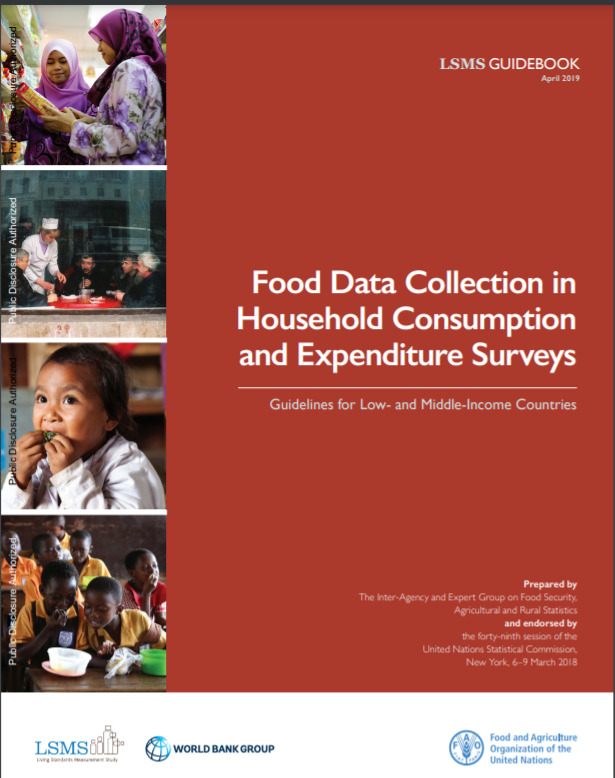 Public Disclosure Authorized
Public Disclosure Authorized
Public Disclosure Authorized
Public Disclosure Authorized
LSMS GUIDEBOOK
April 2019
Food Data Collection in
Household Consumption
and Expenditure Surveys
Guidelines for Low- and Middle-Income Countries
Prepared by
The Inter-Agency and Expert Group on Food Security,
Agricultural and Rural Statistics
and endorsed by
the forty-ninth session of the
United Nations Statistical Commission,
New York, 6–9 March 2018
LSMS
Living Standards Measurement Study
WORLD BANK GROUP
FAO
Food and Agriculture
Organization of the
United Nations